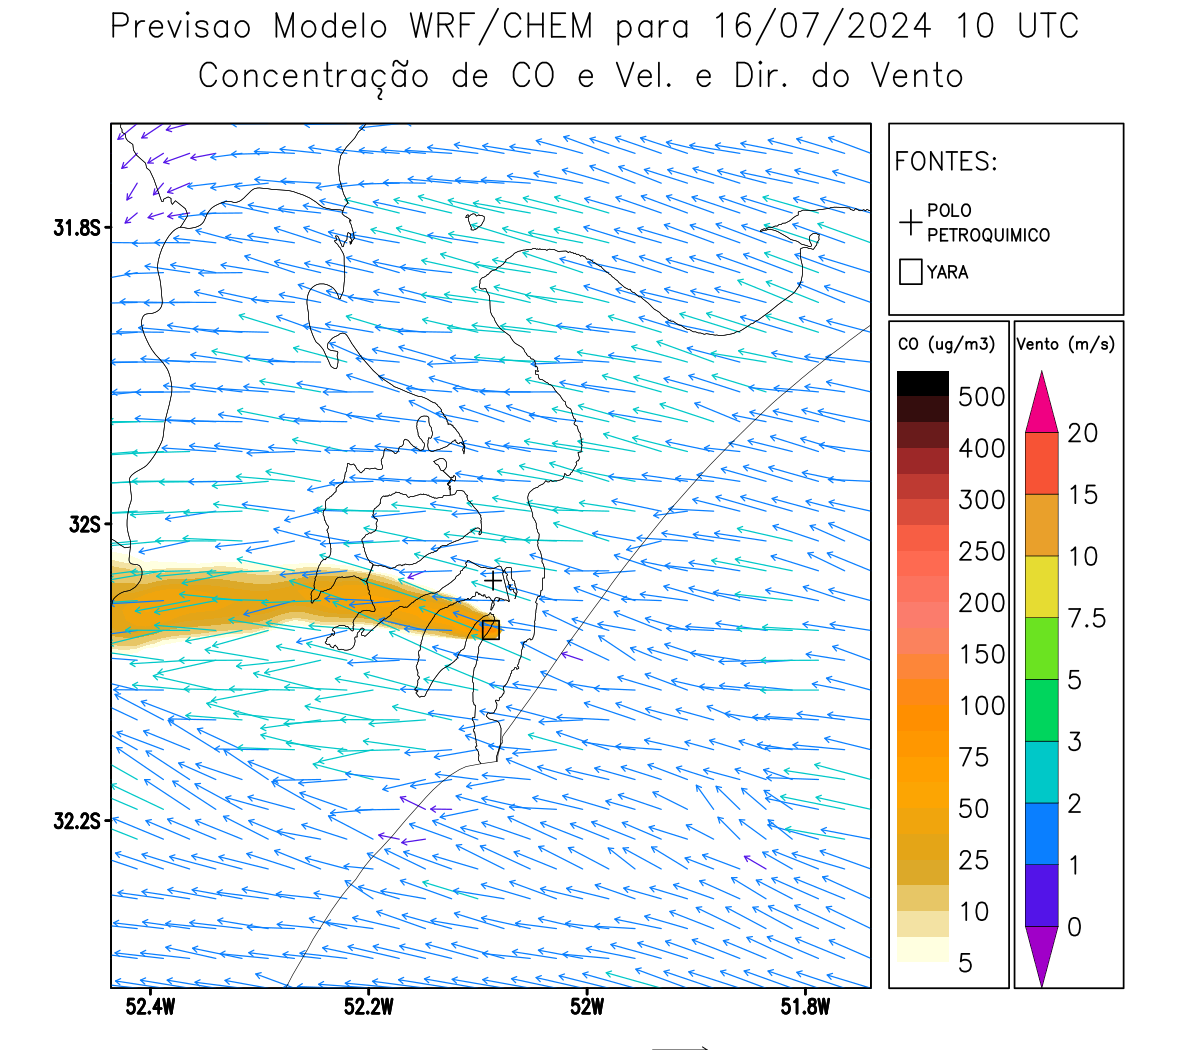 Previsao Modelo WRF/CHEM para 16/07/2024 10 UTC
Concentração de CO e Vel. e Dir. do Vento
FONTES:
POLO
PETROQUIMICO
YARA
CO (ug/m3)
500
400
300
250
200
150
100
75
50
25
10
5
Vento (m/s)
20
15
10
7.5
5
3
2
1
0
31.8S
32S
32.2S
52.4W 52.2W 52W 51.8W